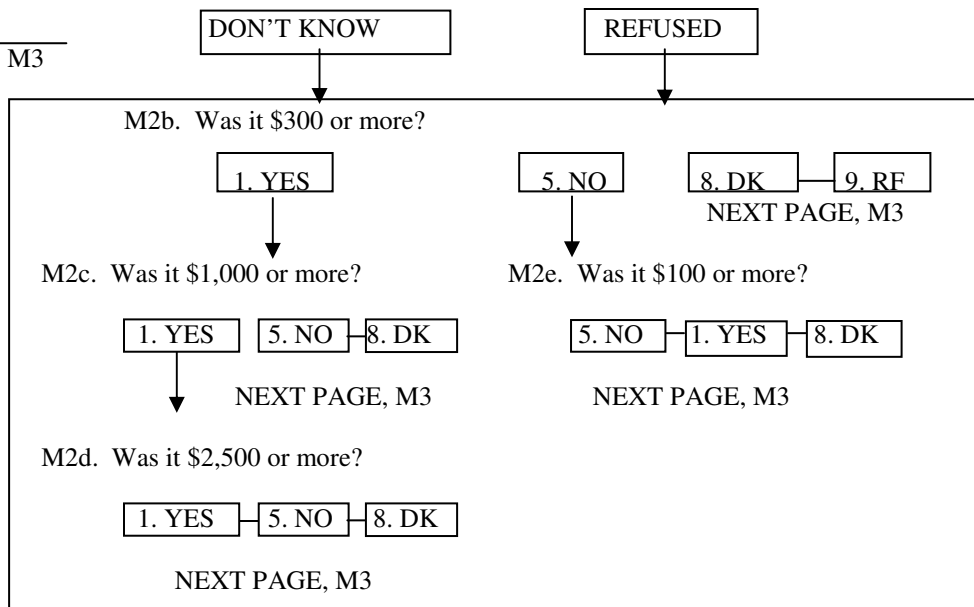 DON'T KNOW REFUSED
M3
M2b. Was it $300 or more?
1. YES 5. NO 8. DK 9. RF
NEXT PAGE, M3
M2c. Was it $1,000 or more? M2e. Was it $100 or more?
1. YES 5. NO 8. DK 5. NO 1. YES 8. DK
NEXT PAGE, M3 NEXT PAGE, M3
M2d. Was it $2,500 or more?
1. YES 5. NO 8. DK
NEXT PAGE, M3